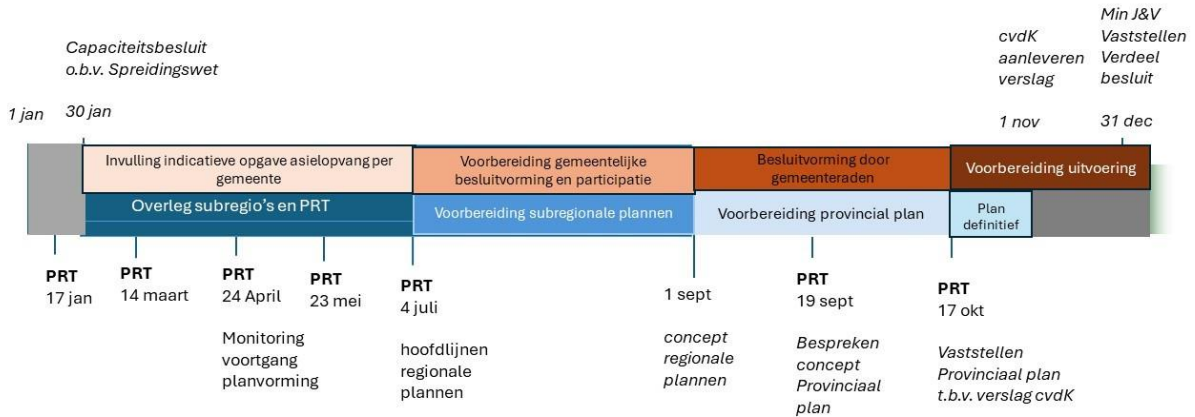 Capaciteitsbesluit
o.b.v. Spreidingswet
1 jan
30 jan
cvdK
aanleveren
verslag
1 nov
Min J&V
Vaststellen
Verdeel
besluit
31 dec
Invulling indicatieve opgave asielopvang per
gemeente
Voorbereiding gemeentelijke
besluitvorming en participatie
Besluitvorming door
gemeenteraden
Voorbereiding uitvoering
Overleg subregio's en PRT
Voorbereiding subregionale plannen
Voorbereiding provincial plan
Plan
definitief
PRT
17 jan
PRT
14 maart
PRT
24 April
Monitoring
voortgang
planvorming
PRT
23 mei
PRT
4 juli
hoofdlijnen
regionale
plannen
1 sept
concept
regionale
plannen
PRT
19 sept
Bespreken
concept
Provinciaal
plan
PRT
17 okt
Vaststellen
Provinciaal plan
t.b.v. verslag cvdK